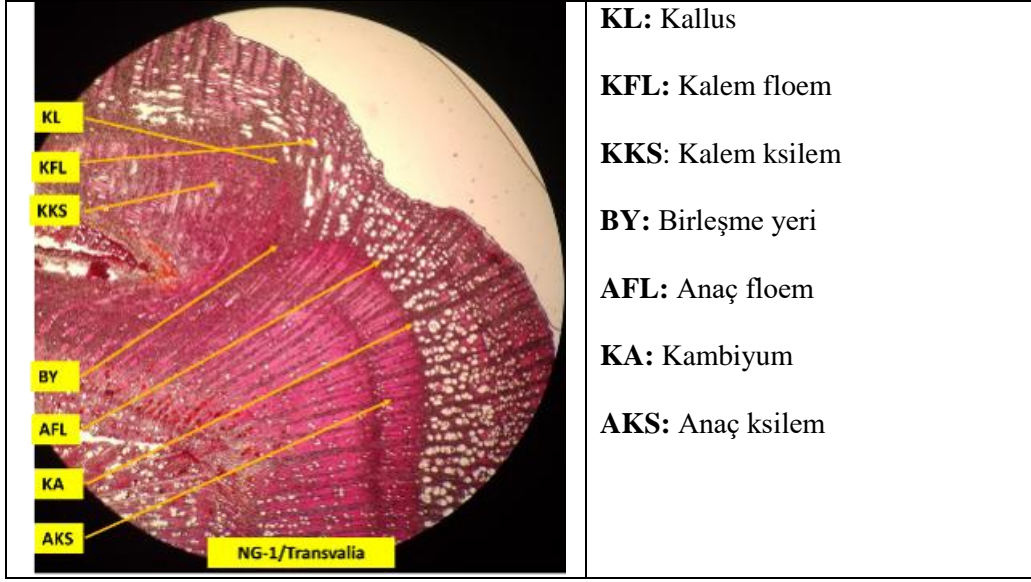 KL
KFL
KKS
BY
AFL
KA
AKS
NG-1/Transvalia
KL: Kallus
KFL: Kalem floem
KKS: Kalem ksilem
BY: Birleşme yeri
AFL: Anaç floem
KA: Kambiyum
AKS: Anaç ksilem